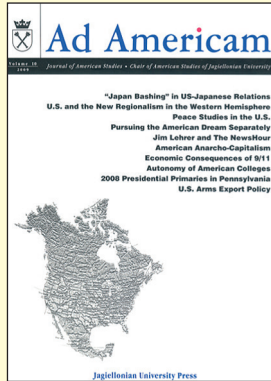 Ad Americam
Volume 10
2009
Journal of American Studies • Chair of American Studies of Jagiellonian University
"Japan Bashing" in US-Japanese Relations
U.S. and the New Regionalism in the Western Hemisphere
Peace Studies in the U.S.
Pursuing the American Dream Separately
Jim Lehrer and The NewsHour
American Anarcho-Capitalism
Economic Consequences of 9/11
Autonomy of American Colleges
2008 Presidential Primaries in Pennsylvania
U.S. Arms Export Policy
Jagiellonian University Press